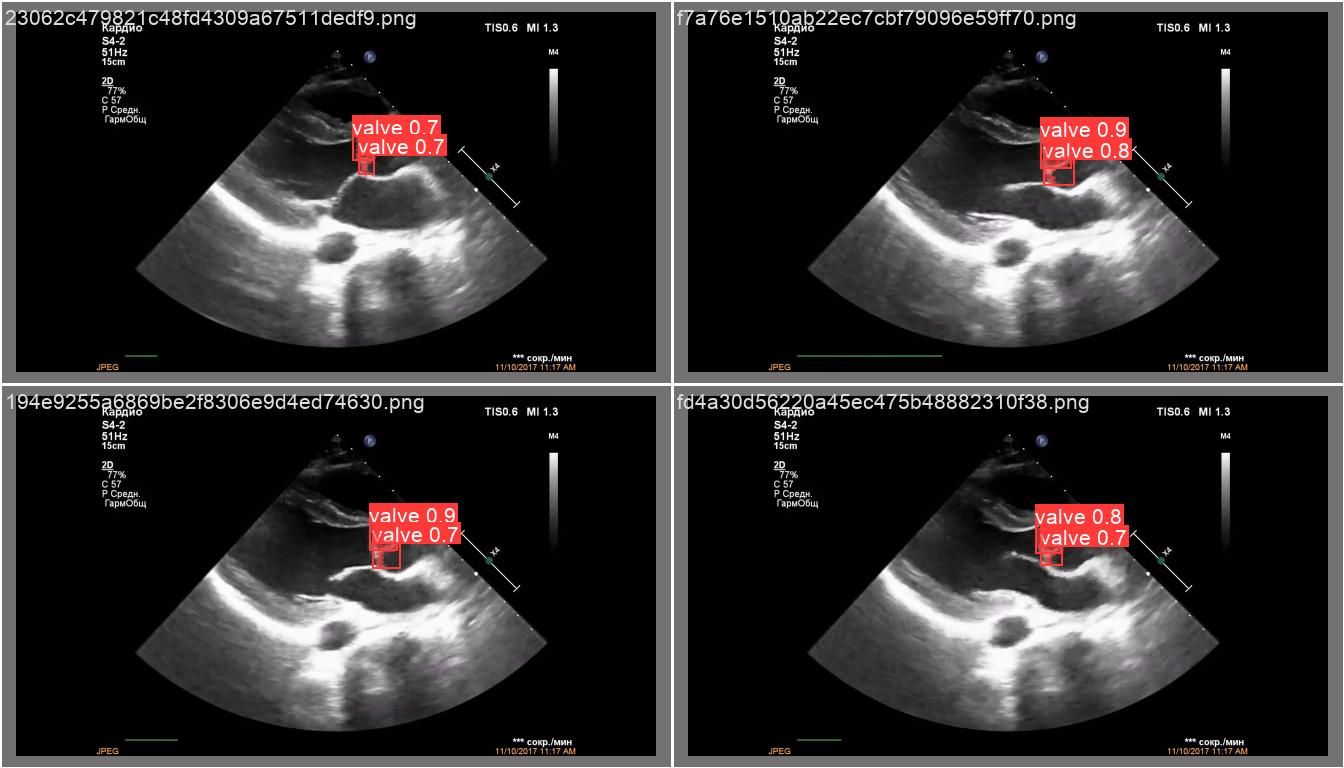 23062c479821c48fd4309a67511dedf9.png
Кардио
S4-2
51Hz
15cm
2D
77%
C 57
P Средн.
ГармОбщ
TIS0.6 MI 1.3
M4
P
valve 0.7
valve 0.7
x4
*** сокр./мин
JPEG
11/10/2017 11:17 AM
f7a76e1510ab22ec7cbf79096e59ff70.png
Кардио
S4-2
51Hz
15cm
2D
77%
C 57
P Средн.
ГармОбщ
TIS0.6 MI 1.3
M4
P
valve 0.9
valve 0.8
x4
*** сокр./мин
JPEG
11/10/2017 11:17 AM
194e9255a6869be2f8306e9d4ed74630.png
Кардио
S4-2
51Hz
15cm
2D
77%
C 57
P Средн.
ГармОбщ
TIS0.6 MI 1.3
M4
P
valve 0.9
valve 0.7
x4
*** сокр./мин
JPEG
11/10/2017 11:17 AM
fd4a30d56220a45ec475b48882310f38.png
Кардио
S4-2
51Hz
15cm
2D
77%
C 57
P Средн.
ГармОбщ
TIS0.6 MI 1.3
M4
P
valve 0.8
valve 0.7
x4
*** сокр./мин
JPEG
11/10/2017 11:17 AM